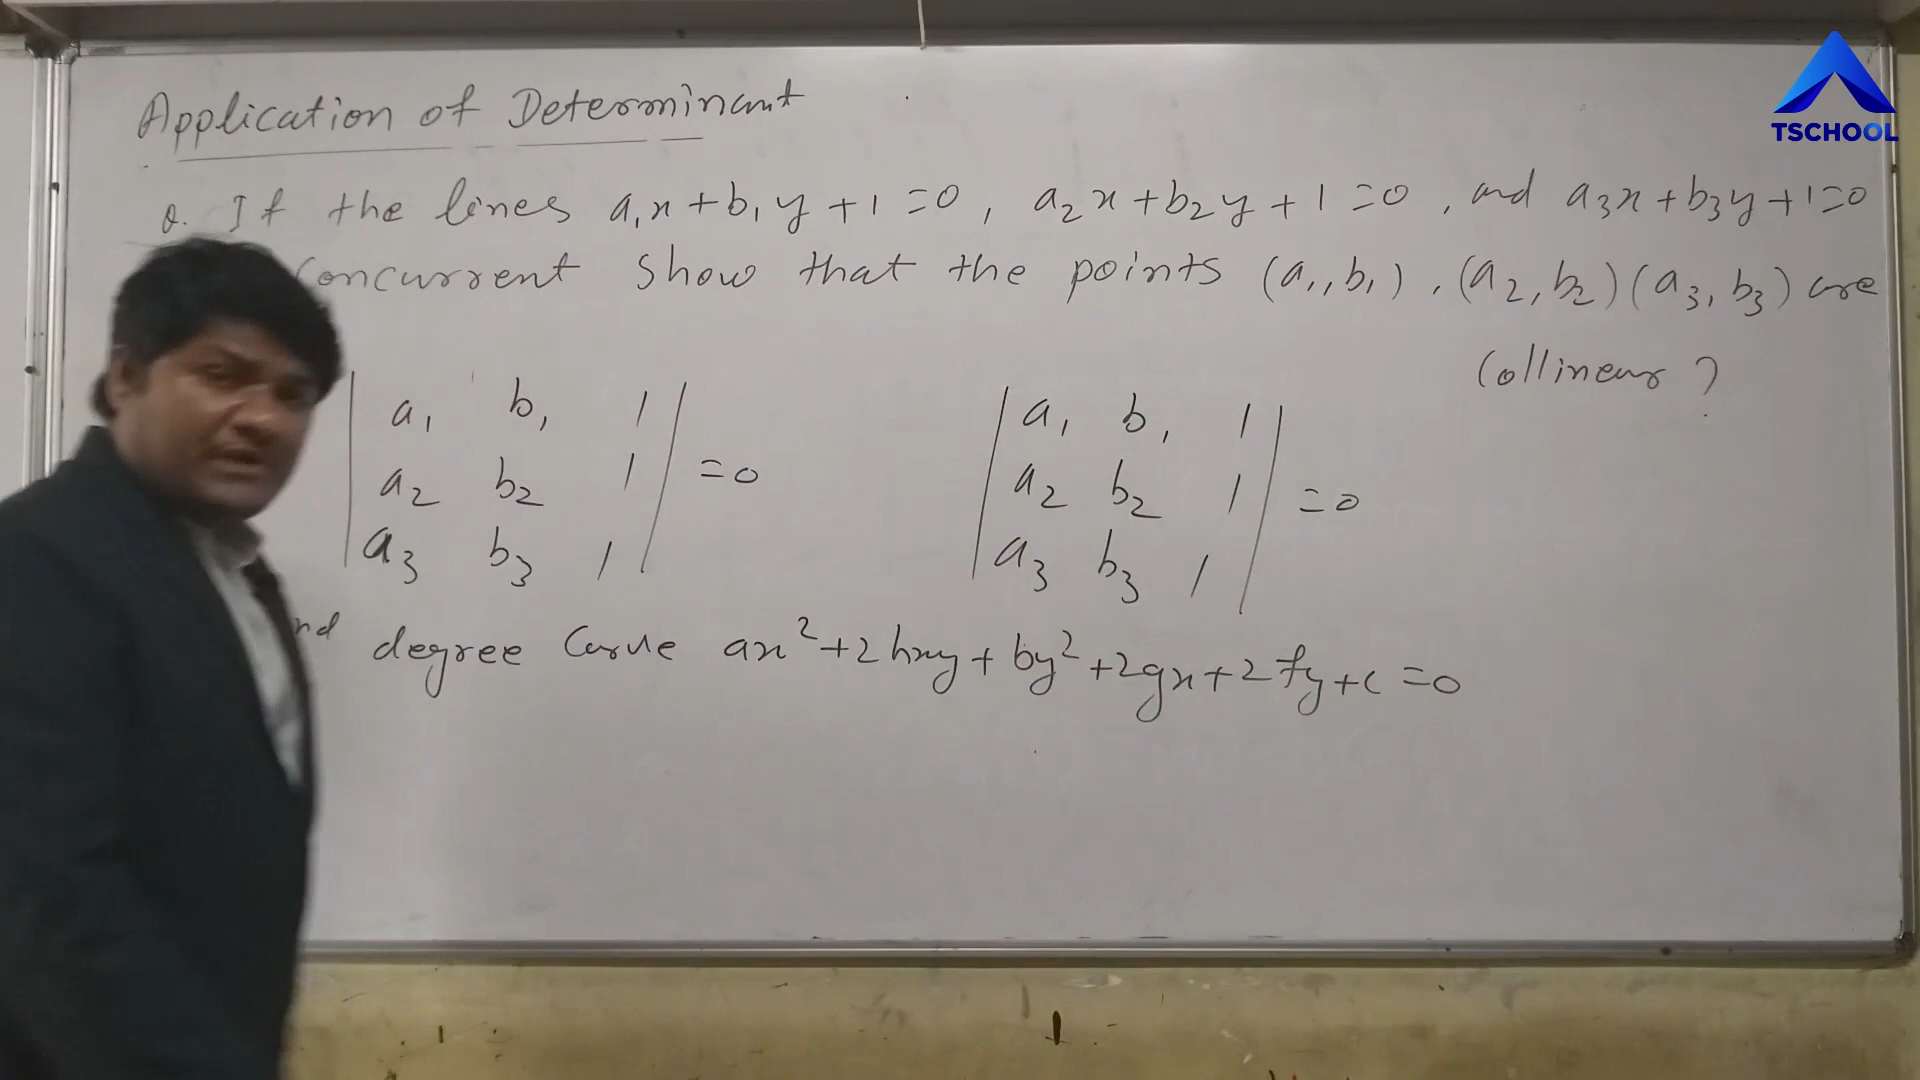 TSCHOOL
Application of Determinant
Q. If the lines a₁x + b₁y + 1 = 0, a₂x + b₂y + 1 = 0, and a₃x + b₃y + 1 = 0
Concurrent Show that the points (a₁, b₁), (a₂, b₂) (a₃, b₃) are
Collinear ?
| a₁ b₁ 1 | | a₁ b₁ 1 |
| a₂ b₂ 1 | = 0 | a₂ b₂ 1 | = 0
| a₃ b₃ 1 | | a₃ b₃ 1 |
nd degree Curve ax² + 2hxy + by² + 2gx + 2fy + c = 0